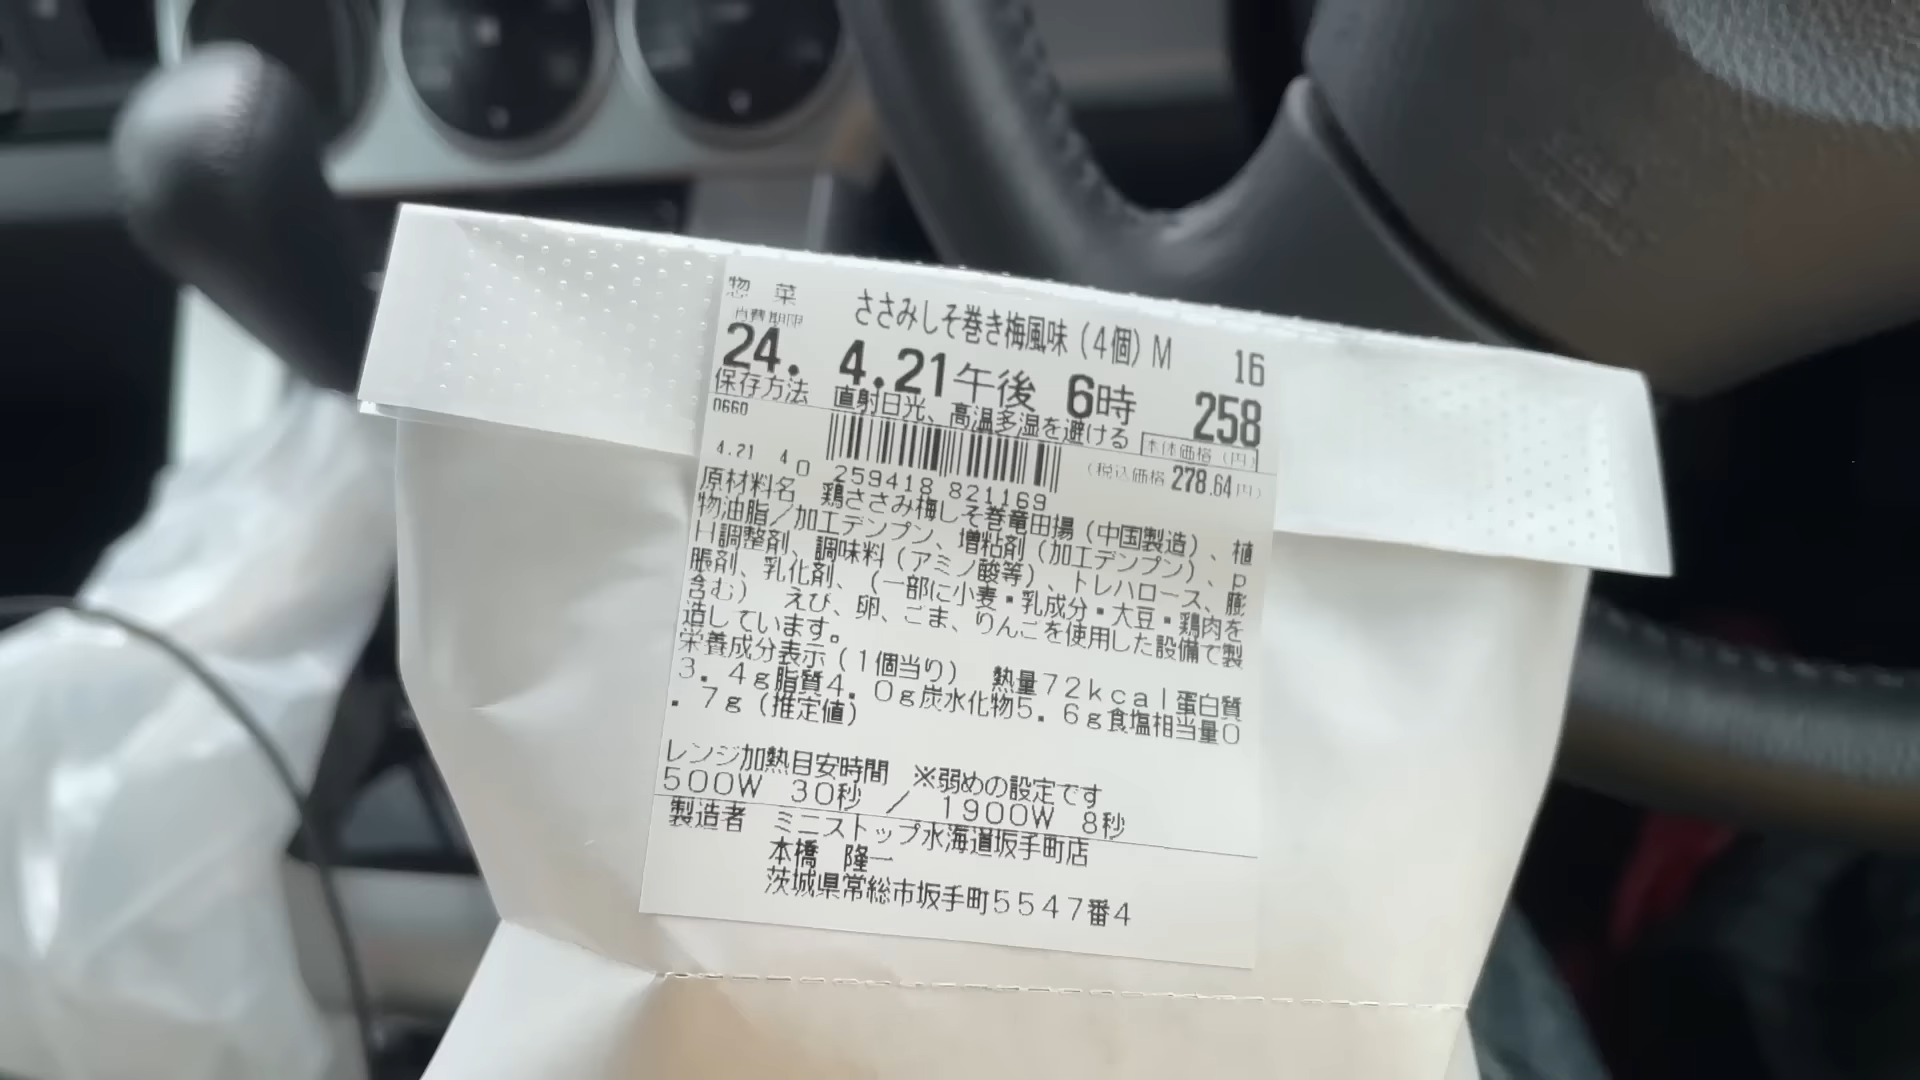 惣菜 ささみしそ巻き梅風味(4個)M 16
消費期限
24. 4.21午後 6時 258
保存方法 直射日光、高温多湿を避ける 本体価格(円)
0660
(税込価格 278.64円)
4.21 4
0 259418 821169
原材料名 鶏ささみ梅しそ巻竜田揚(中国製造)、植
物油脂/加工デンプン、増粘剤(加工デンプン)、p
H調整剤、調味料(アミノ酸等)、トレハロース、膨
脹剤、乳化剤、(一部に小麦・乳成分・大豆・鶏肉を
含む) えび、卵、ごま、りんごを使用した設備で製
造しています。
栄養成分表示(1個当り) 熱量72kcal蛋白質
3.4g脂質4.0g炭水化物5.6g食塩相当量0
.7g(推定値)
レンジ加熱目安時間 ※弱めの設定です
500W 30秒 / 1900W 8秒
製造者 ミニストップ水海道坂手町店
本橋 隆一
茨城県常総市坂手町5547番4